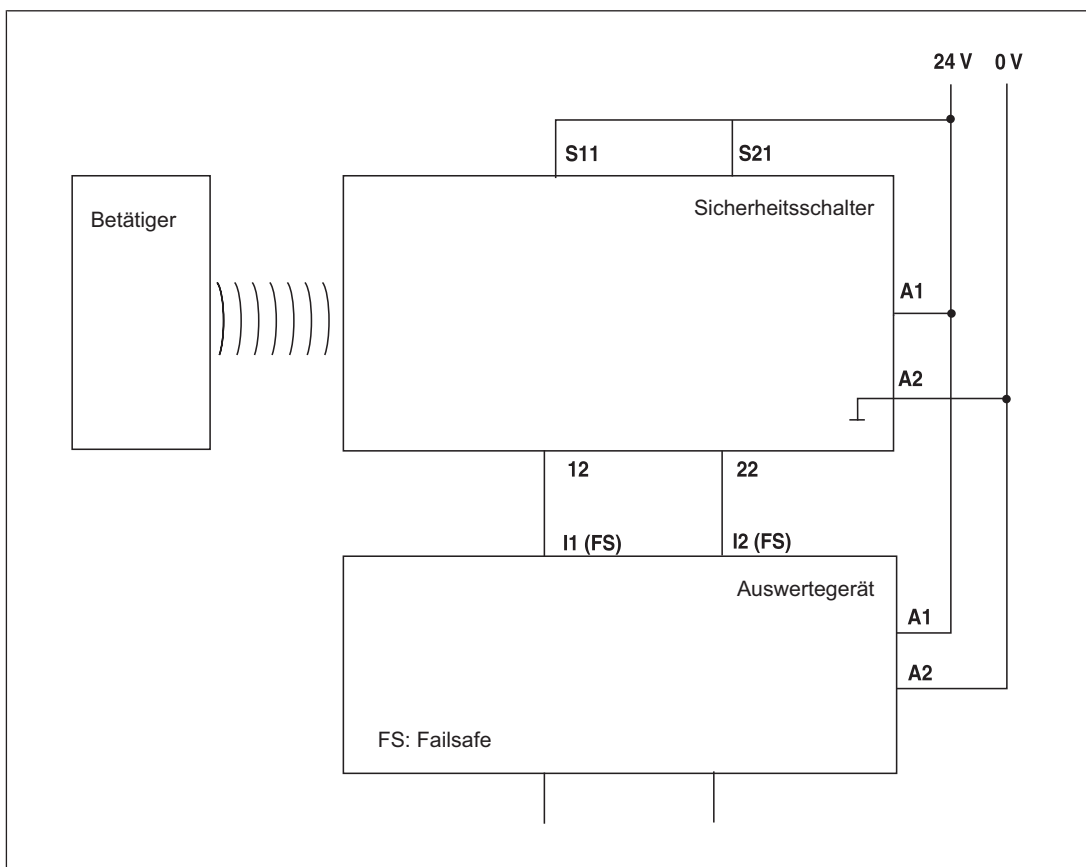 24 V 0 V
S11 S21
Betätiger
Sicherheitsschalter
A1
A2
12 22
I1 (FS) I2 (FS)
Auswertegerät
A1
A2
FS: Failsafe